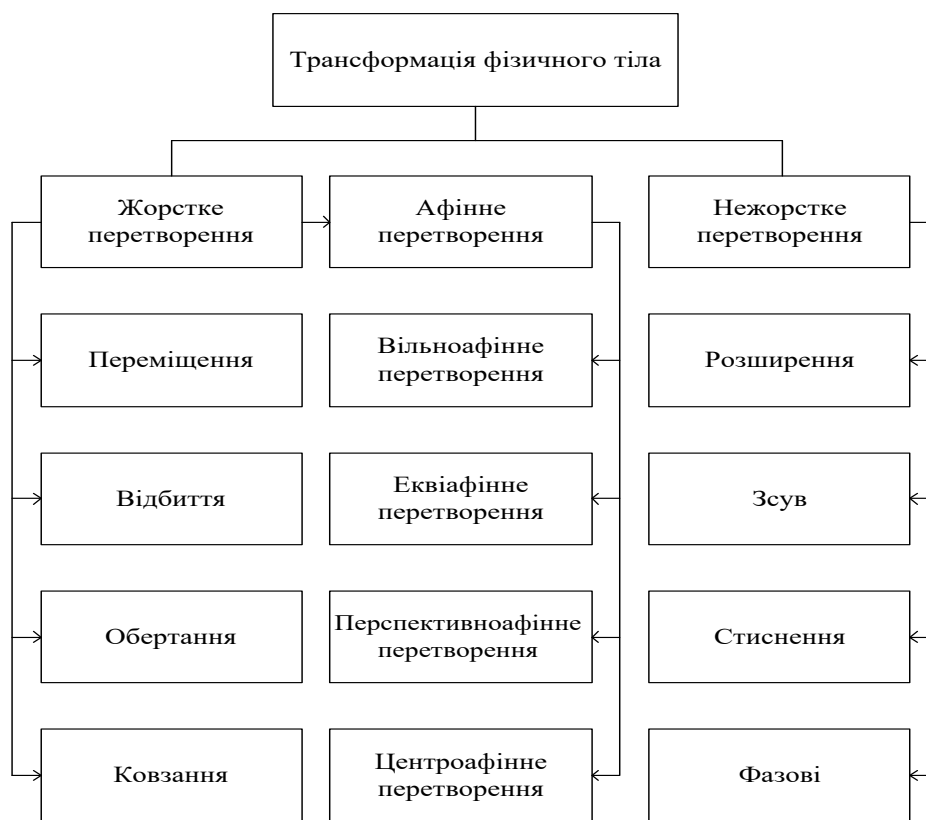 Трансформація фізичного тіла
Жорстке
перетворення
Афінне
перетворення
Нежорстке
перетворення
Переміщення
Вільноафінне
перетворення
Розширення
Відбиття
Еквіафінне
перетворення
Зсув
Обертання
Перспективноафінне
перетворення
Стиснення
Ковзання
Центроафінне
перетворення
Фазові